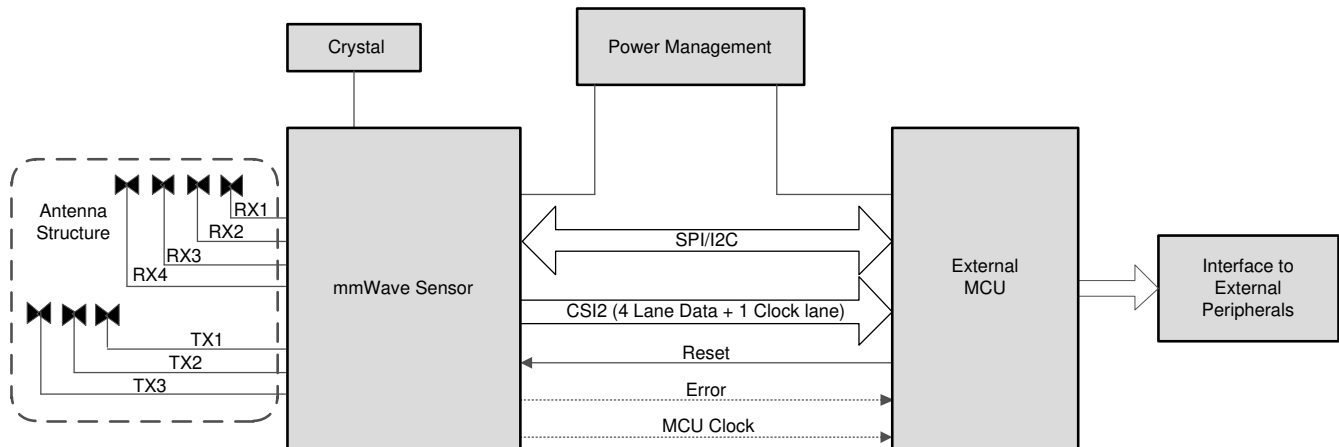 Crystal
Power Management
Antenna
Structure
RX1
RX2
RX3
RX4
TX1
TX2
TX3
mmWave Sensor
SPI/I2C
CSI2 (4 Lane Data + 1 Clock lane)
Reset
Error
MCU Clock
External
MCU
Interface to
External
Peripherals